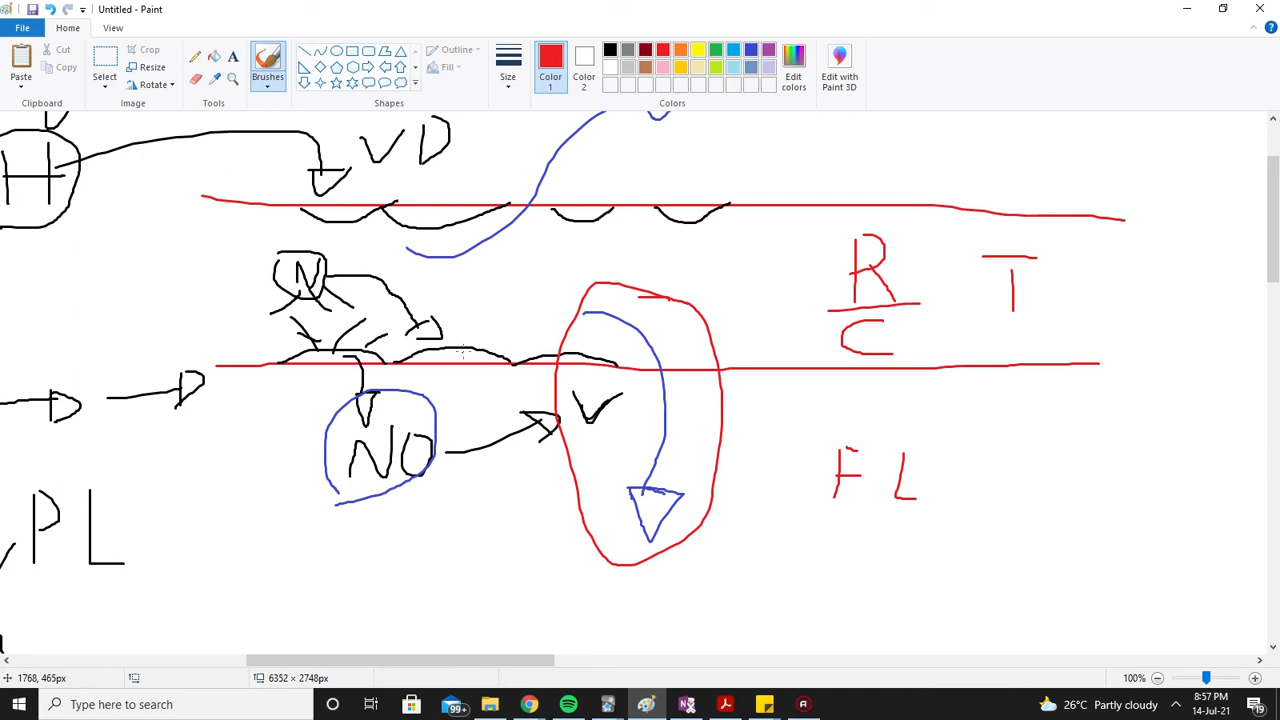 Untitled - Paint
File Home View
Paste Cut Copy Clipboard
Select Crop Resize Rotate Image
Tools
Brushes
Outline Fill Shapes
Size
Color 1 Color 2
Edit colors Colors
Edit with Paint 3D
H
VD
N
R
C
T
V
NO
F L
PL
1768, 465px
6352 × 2748px
100%
Type here to search
99+
26°C Partly cloudy
8:57 PM
14-Jul-21
19